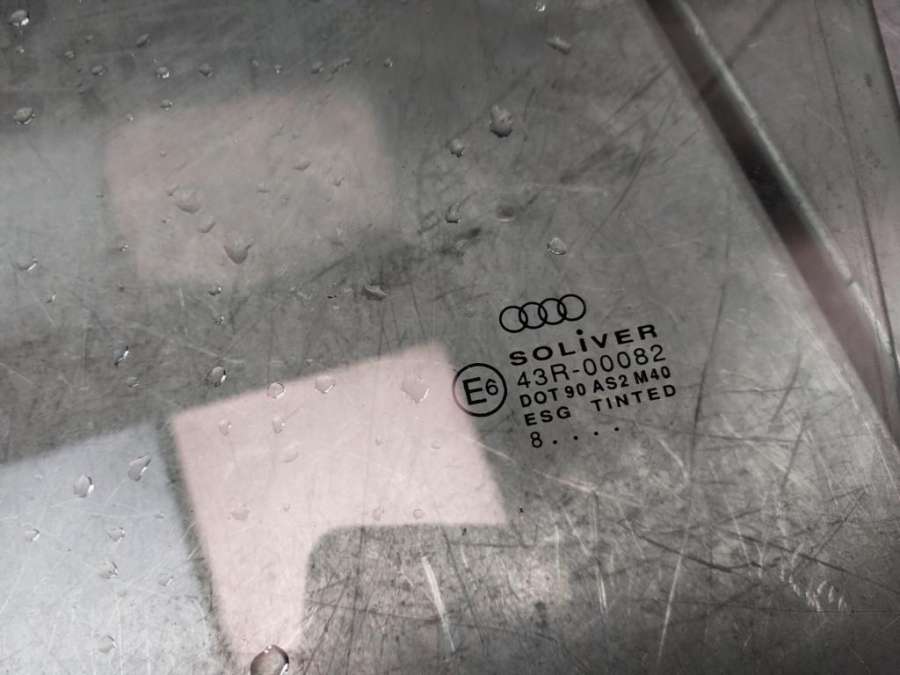 SOLiVER
43R-00082
E6
DOT 90 AS2 M40
ESG TINTED
8....